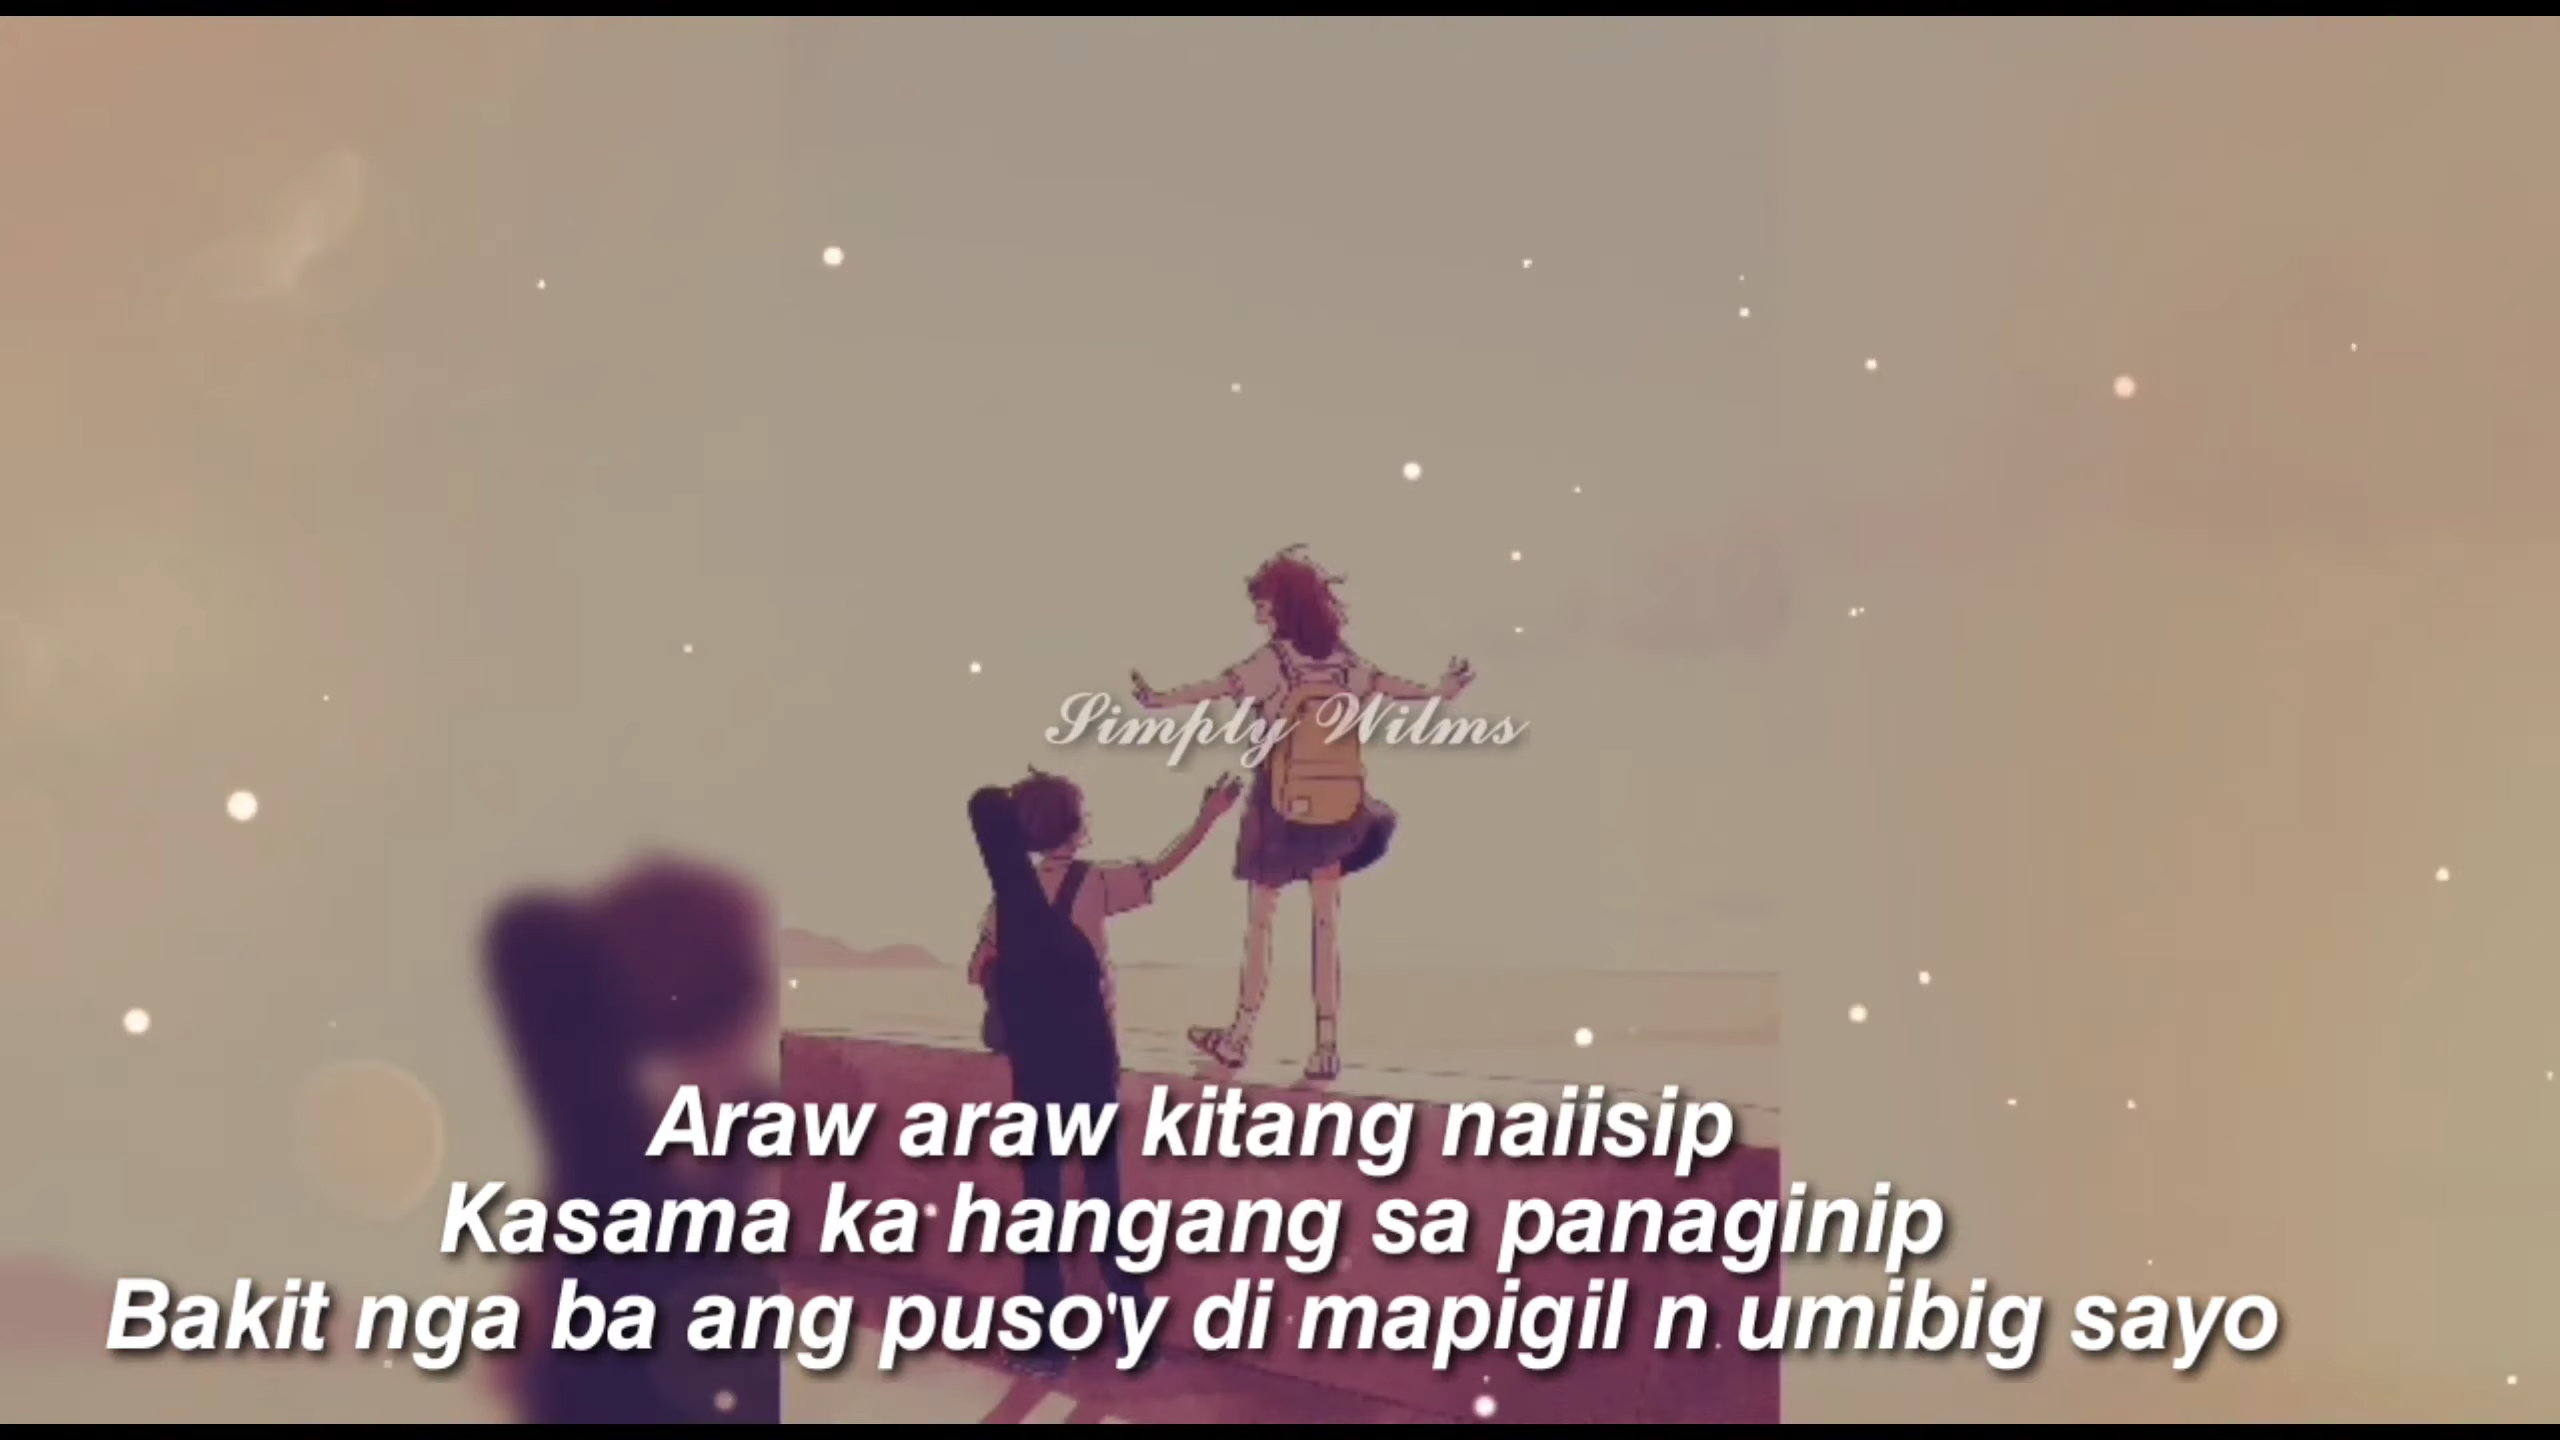 Simply Wilms
Araw araw kitang naiisip
Kasama ka hangang sa panaginip
Bakit nga ba ang puso'y di mapigil n umibig sayo